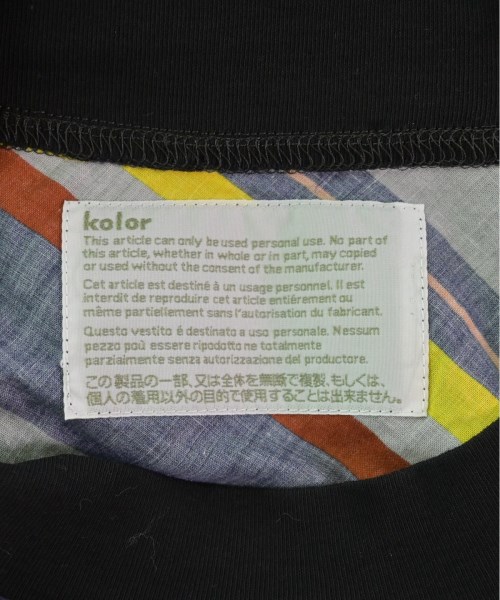 kolor
This article can only be used personal use. No part of
this article, whether in whole or in part, may copied
or used without the consent of the manufacturer.
Cet article est destiné à un usage personnel. Il est
interdit de reproduire cet article entiérement ou
même partiellement sans l'autorisation du fabricant.
Questo vestito é destinato a uso personale. Nessum
pezzo può essere ripodotto ne totalmente
parzialmente senza autorizzazione del productore.
この製品の一部、又は全体を無断で複製、もしくは、
個人の着用以外の目的で使用することは出来ません。